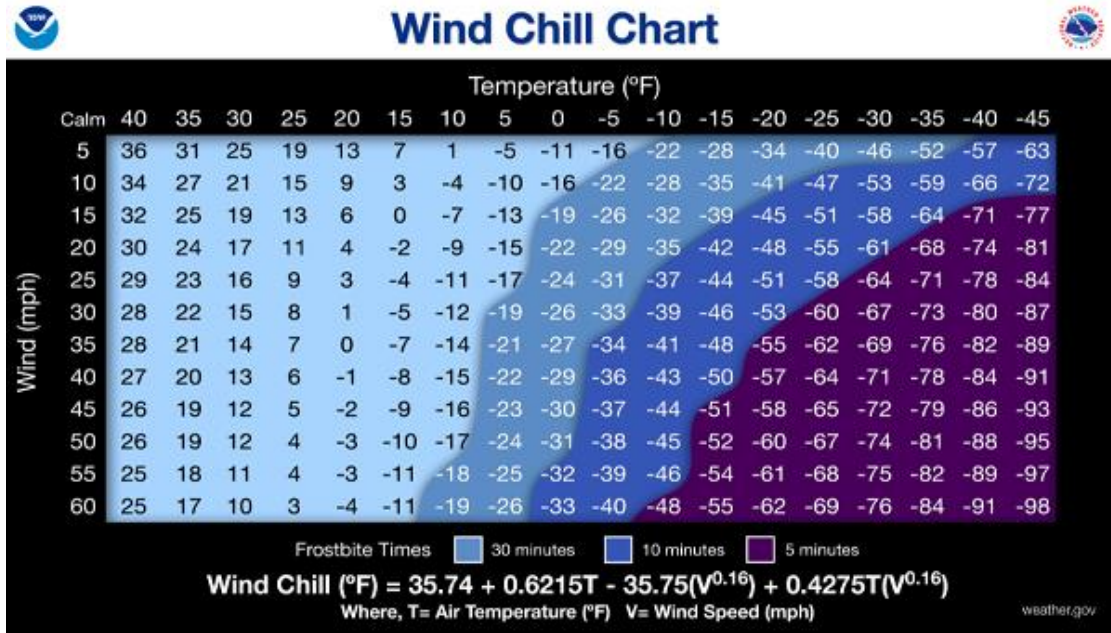 Wind Chill Chart
Temperature (ºF)
Calm 40 35 30 25 20 15 10 5 0 -5 -10 -15 -20 -25 -30 -35 -40 -45
5 36 31 25 19 13 7 1 -5 -11 -16 -22 -28 -34 -40 -46 -52 -57 -63
10 34 27 21 15 9 3 -4 -10 -16 -22 -28 -35 -41 -47 -53 -59 -66 -72
15 32 25 19 13 6 0 -7 -13 -19 -26 -32 -39 -45 -51 -58 -64 -71 -77
20 30 24 17 11 4 -2 -9 -15 -22 -29 -35 -42 -48 -55 -61 -68 -74 -81
25 29 23 16 9 3 -4 -11 -17 -24 -31 -37 -44 -51 -58 -64 -71 -78 -84
30 28 22 15 8 1 -5 -12 -19 -26 -33 -39 -46 -53 -60 -67 -73 -80 -87
35 28 21 14 7 0 -7 -14 -21 -27 -34 -41 -48 -55 -62 -69 -76 -82 -89
40 27 20 13 6 -1 -8 -15 -22 -29 -36 -43 -50 -57 -64 -71 -78 -84 -91
45 26 19 12 5 -2 -9 -16 -23 -30 -37 -44 -51 -58 -65 -72 -79 -86 -93
50 26 19 12 4 -3 -10 -17 -24 -31 -38 -45 -52 -60 -67 -74 -81 -88 -95
55 25 18 11 4 -3 -11 -18 -25 -32 -39 -46 -54 -61 -68 -75 -82 -89 -97
60 25 17 10 3 -4 -11 -19 -26 -33 -40 -48 -55 -62 -69 -76 -84 -91 -98
Wind (mph)
Frostbite Times 30 minutes 10 minutes 5 minutes
Wind Chill (ºF) = 35.74 + 0.6215T - 35.75(V^0.16) + 0.4275T(V^0.16)
Where, T= Air Temperature (ºF) V= Wind Speed (mph)
weather.gov